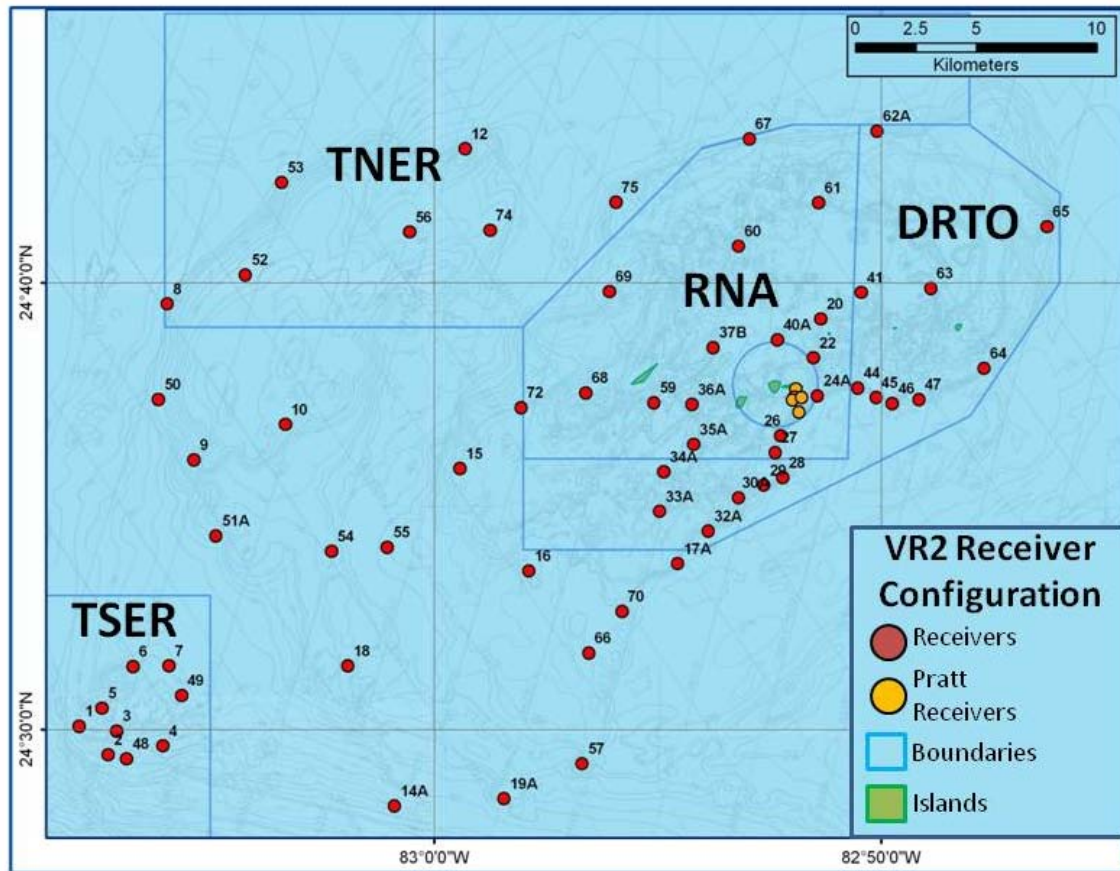 0 2.5 5 10
Kilometers
62A
67
12
TNER
53
61
75
DRTO
65
56
74
60
52
24°40'0"N
8
69
RNA
41
63
20
40A
37B
22
64
50
68
59
36A
24A
44
45
46
47
72
10
26
35A
27
9
15
34A
28
29
30A
33A
51A
32A
54
55
VR2 Receiver
Configuration
16
17A
TSER
70
Receivers
6
7
18
66
Pratt
Receivers
49
5
1
3
24°30'0"N
4
2
48
Boundaries
57
Islands
14A
19A
83°0'0"W
82°50'0"W